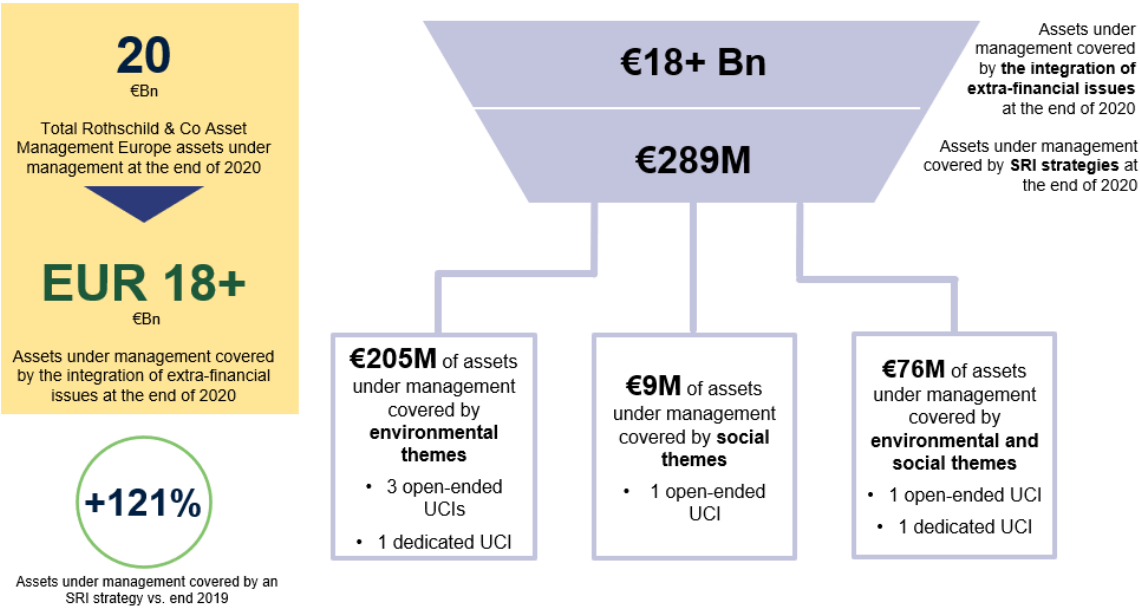 20
€Bn
Total Rothschild & Co Asset
Management Europe assets under
management at the end of 2020
EUR 18+
€Bn
Assets under management covered
by the integration of extra-financial
issues at the end of 2020
+121%
Assets under management covered by an
SRI strategy vs. end 2019
€18+ Bn
Assets under
management covered
by the integration of
extra-financial issues
at the end of 2020
€289M
Assets under management
covered by SRI strategies at
the end of 2020
€205M of assets
under management
covered by
environmental
themes
• 3 open-ended
UCIs
• 1 dedicated UCI
€9M of assets
under management
covered by social
themes
• 1 open-ended
UCI
€76M of assets
under management
covered by
environmental and
social themes
• 1 open-ended UCI
• 1 dedicated UCI